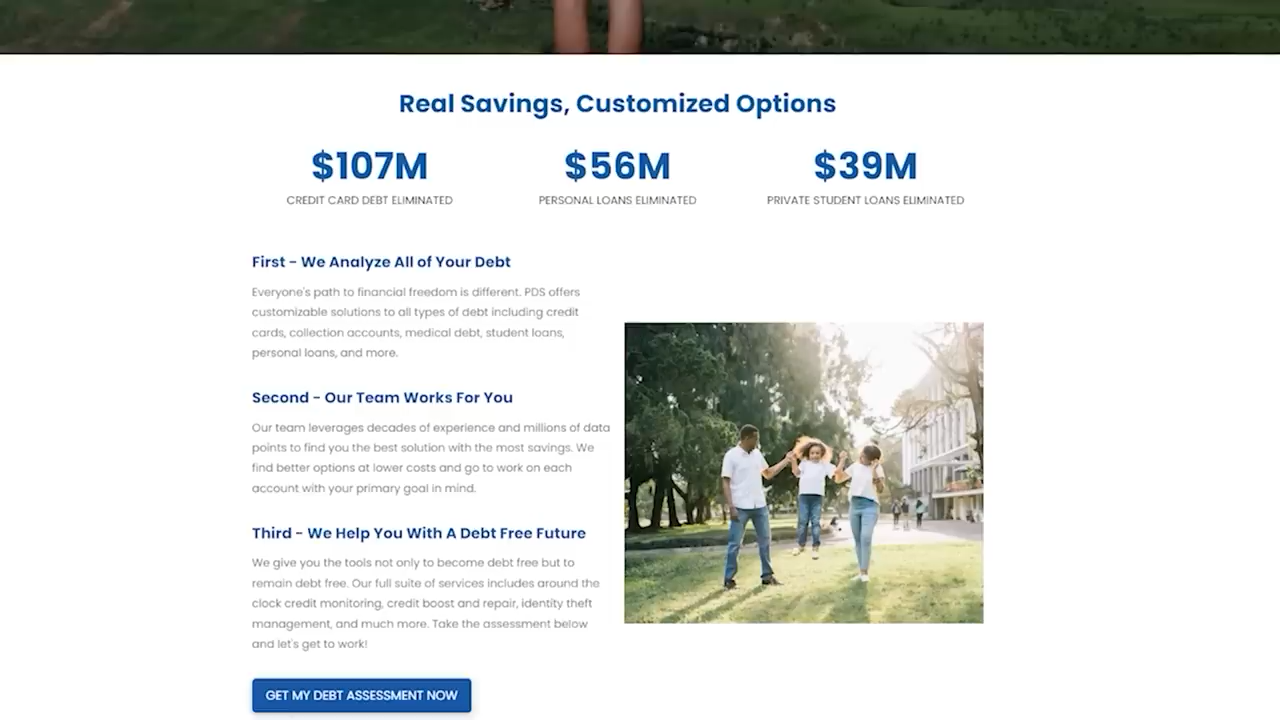 Real Savings, Customized Options
$107M
CREDIT CARD DEBT ELIMINATED
$56M
PERSONAL LOANS ELIMINATED
$39M
PRIVATE STUDENT LOANS ELIMINATED
First - We Analyze All of Your Debt
Everyone's path to financial freedom is different. PDS offers
customizable solutions to all types of debt including credit
cards, collection accounts, medical debt, student loans,
personal loans, and more.
Second - Our Team Works For You
Our team leverages decades of experience and millions of data
points to find you the best solution with the most savings. We
find better options at lower costs and go to work on each
account with your primary goal in mind.
Third - We Help You With A Debt Free Future
We give you the tools not only to become debt free but to
remain debt free. Our full suite of services includes around the
clock credit monitoring, credit boost and repair, identity theft
management, and much more. Take the assessment below
and let's get to work!
GET MY DEBT ASSESSMENT NOW